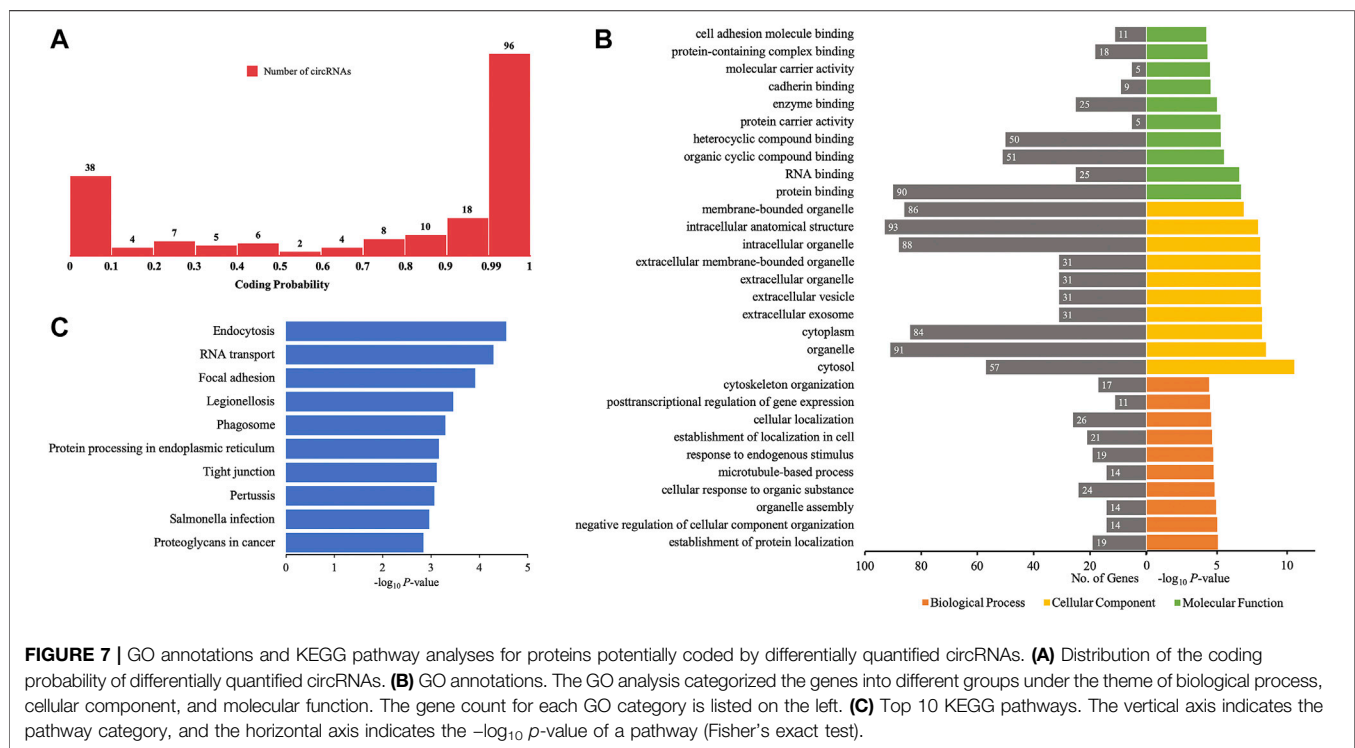 A
Number of circRNAs
38
4
7
5
6
2
4
8
10
18
96
0 0.1 0.2 0.3 0.4 0.5 0.6 0.7 0.8 0.9 0.99 1
Coding Probability
B
cell adhesion molecule binding 11
protein-containing complex binding 18
molecular carrier activity 5
cadherin binding 9
enzyme binding 25
protein carrier activity 5
heterocyclic compound binding 50
organic cyclic compound binding 51
RNA binding 25
protein binding 90
membrane-bounded organelle 86
intracellular anatomical structure 93
intracellular organelle 88
extracellular membrane-bounded organelle 31
extracellular organelle 31
extracellular vesicle 31
extracellular exosome 31
cytoplasm 84
organelle 91
cytosol 57
cytoskeleton organization 17
posttranscriptional regulation of gene expression 11
cellular localization 26
establishment of localization in cell 21
response to endogenous stimulus 19
microtubule-based process 14
cellular response to organic substance 24
organelle assembly 14
negative regulation of cellular component organization 14
establishment of protein localization 19
100 80 60 40 20 0 5 10
No. of Genes -log10 P-value
Biological Process Cellular Component Molecular Function
C
Endocytosis
RNA transport
Focal adhesion
Legionellosis
Phagosome
Protein processing in endoplasmic reticulum
Tight junction
Pertussis
Salmonella infection
Proteoglycans in cancer
0 1 2 3 4 5
-log10 P-value
FIGURE 7 | GO annotations and KEGG pathway analyses for proteins potentially coded by differentially quantified circRNAs. (A) Distribution of the coding
probability of differentially quantified circRNAs. (B) GO annotations. The GO analysis categorized the genes into different groups under the theme of biological process,
cellular component, and molecular function. The gene count for each GO category is listed on the left. (C) Top 10 KEGG pathways. The vertical axis indicates the
pathway category, and the horizontal axis indicates the −log10 p-value of a pathway (Fisher's exact test).